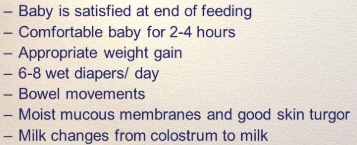 – Baby is satisfied at end of feeding
– Comfortable baby for 2-4 hours
– Appropriate weight gain
– 6-8 wet diapers/ day
– Bowel movements
– Moist mucous membranes and good skin turgor
– Milk changes from colostrum to milk